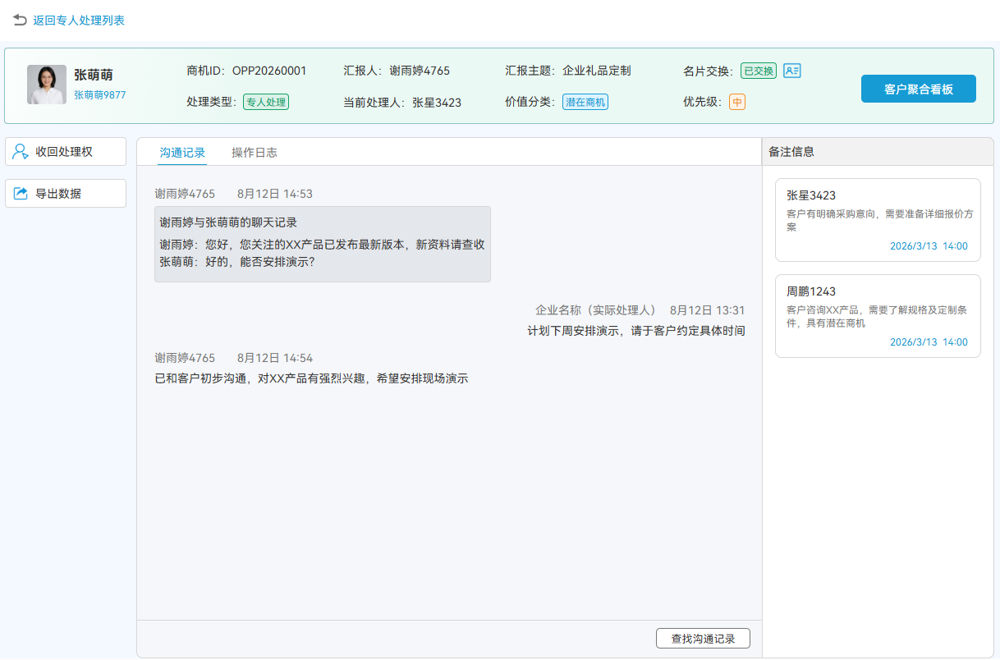 返回专人处理列表
张萌萌
张萌萌9877
商机ID：OPP20260001
汇报人：谢雨婷4765
汇报主题：企业礼品定制
名片交换：已交换
处理类型：专人处理
当前处理人：张星3423
价值分类：潜在商机
优先级：中
客户聚合看板
收回处理权
导出数据
沟通记录
操作日志
谢雨婷4765 8月12日 14:53
谢雨婷与张萌萌的聊天记录
谢雨婷：您好，您关注的XX产品已发布最新版本，新资料请查收
张萌萌：好的，能否安排演示？
企业名称（实际处理人） 8月12日 13:31
计划下周安排演示，请于客户约定具体时间
谢雨婷4765 8月12日 14:54
已和客户初步沟通，对XX产品有强烈兴趣，希望安排现场演示
查找沟通记录
备注信息
张星3423
客户有明确采购意向，需要准备详细报价方
案
2026/3/13 14:00
周鹏1243
客户咨询XX产品，需要了解规格及定制条
件，具有潜在商机
2026/3/13 14:00